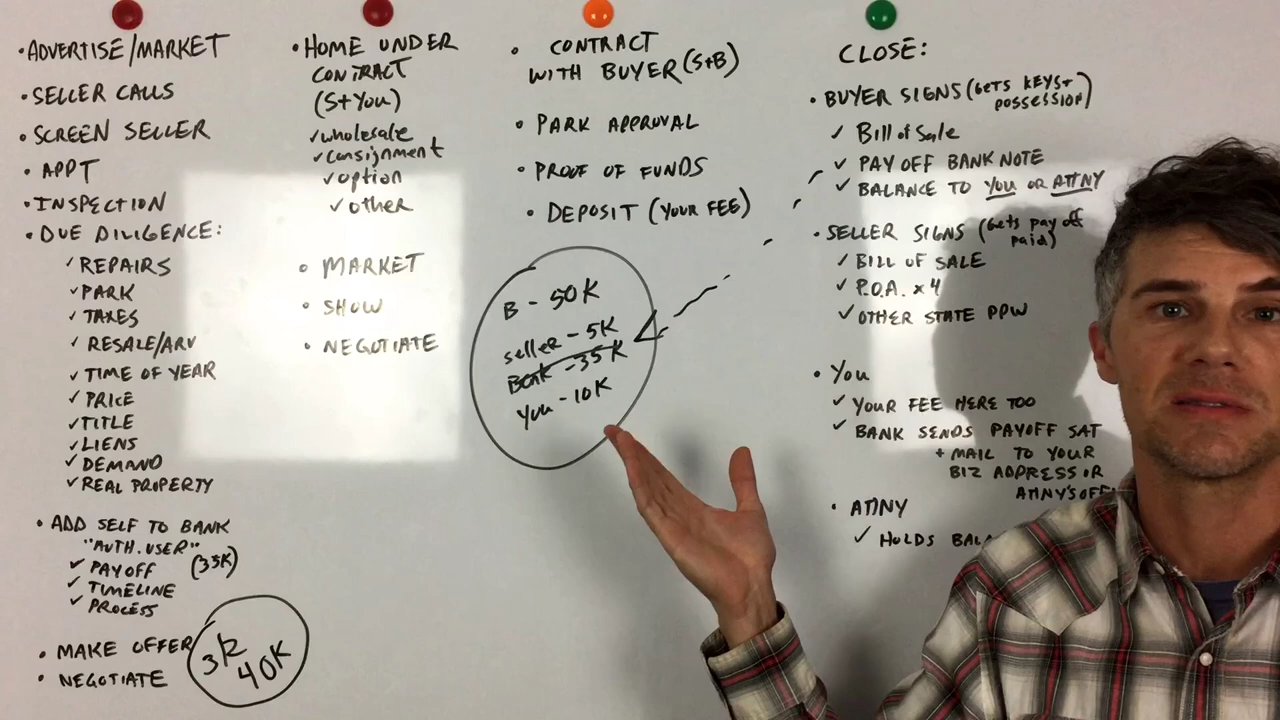 • ADVERTISE/MARKET
• SELLER CALLS
• SCREEN SELLER
• APPT
• INSPECTION
• DUE DILIGENCE:
✓ REPAIRS
✓ PARK
✓ TAXES
✓ RESALE/ARV
✓ TIME OF YEAR
✓ PRICE
✓ TITLE
✓ LIENS
✓ DEMAND
✓ REAL PROPERTY
• ADD SELF TO BANK
"AUTH. USER"
✓ PAYOFF (35K)
✓ TIMELINE
✓ PROCESS
• MAKE OFFER
• NEGOTIATE
40K
• HOME UNDER
CONTRACT
(S+YOU)
✓ wholesale
✓ consignment
✓ option
✓ other
• MARKET
• SHOW
• NEGOTIATE
• CONTRACT
WITH BUYER (S+B)
• PARK APPROVAL
• PROOF OF FUNDS
• DEPOSIT (YOUR FEE)
B - 50K
seller - 5K
Bank - 35K
You - 10K
CLOSE:
• BUYER SIGNS (GETS KEYS +
POSSESSION)
✓ Bill of Sale
✓ PAY OFF BANK NOTE
✓ BALANCE TO YOU OR ATTNY
• SELLER SIGNS (Gets pay off
paid)
✓ BILL OF SALE
✓ P.O.A. x 4
✓ OTHER STATE PPW
• You
✓ YOUR FEE HERE TOO
✓ BANK SENDS PAYOFF SAT
+ MAIL TO YOUR
BIZ ADDRESS OR
ATTNY'S OFF
• ATTNY
✓ HOLDS BALA